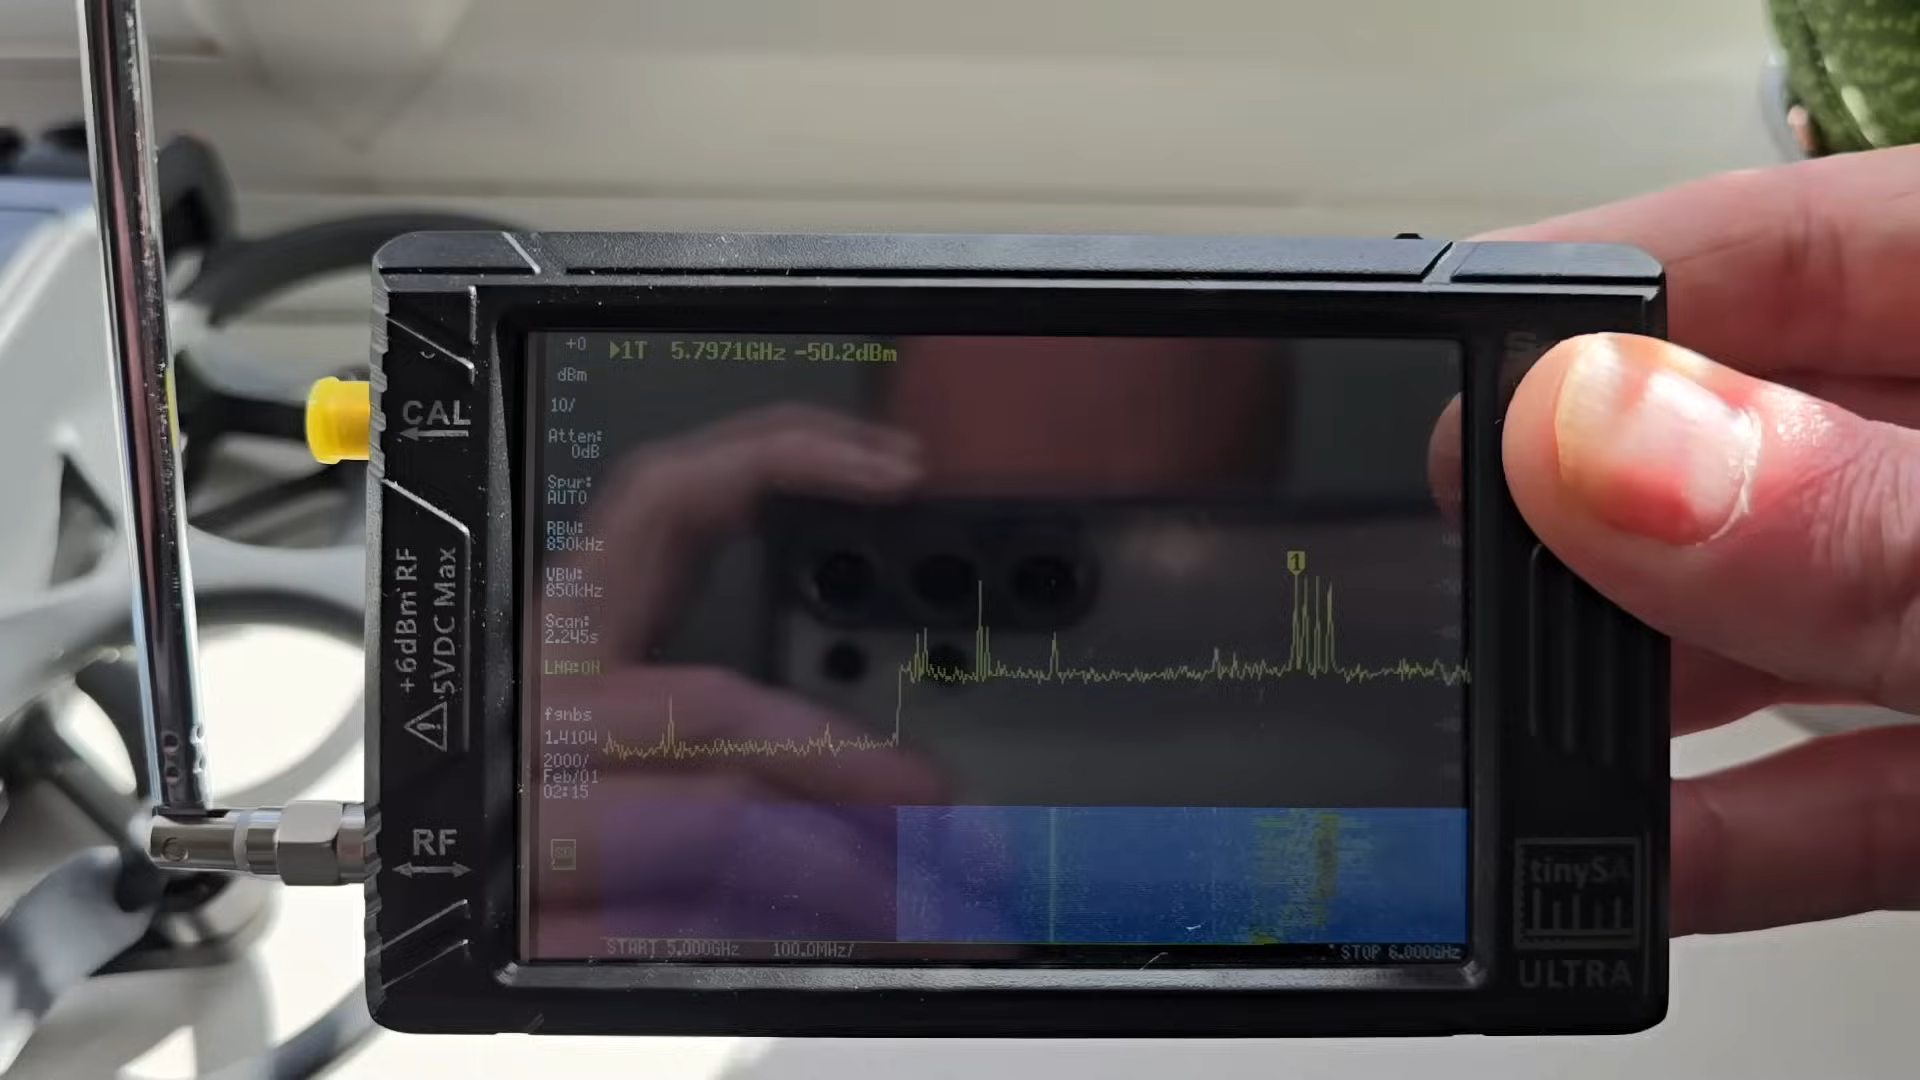 +0
dBm
10/
Atten:
0dB
Spur:
AUTO
RBW:
850kHz
VBW:
850kHz
Scan:
2.245s
LNA:ON
fgnbs
1.4104
2000/
Feb/01
02:15
1T 5.7971GHz -50.2dBm
1
START 5.000GHz 100.0MHz/ STOP 6.000GHz
CAL
+6dBm RF
5VDC Max
RF
tinySA
ULTRA